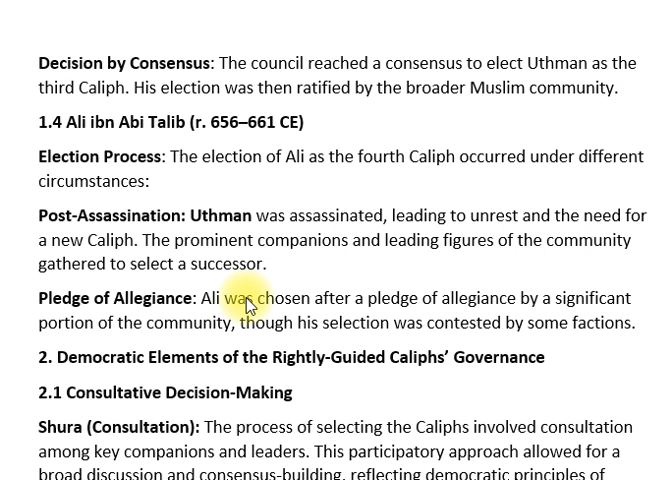 Decision by Consensus: The council reached a consensus to elect Uthman as the
third Caliph. His election was then ratified by the broader Muslim community.
1.4 Ali ibn Abi Talib (r. 656–661 CE)
Election Process: The election of Ali as the fourth Caliph occurred under different
circumstances:
Post-Assassination: Uthman was assassinated, leading to unrest and the need for
a new Caliph. The prominent companions and leading figures of the community
gathered to select a successor.
Pledge of Allegiance: Ali was chosen after a pledge of allegiance by a significant
portion of the community, though his selection was contested by some factions.
2. Democratic Elements of the Rightly-Guided Caliphs’ Governance
2.1 Consultative Decision-Making
Shura (Consultation): The process of selecting the Caliphs involved consultation
among key companions and leaders. This participatory approach allowed for a
broad discussion and consensus-building, reflecting democratic principles of